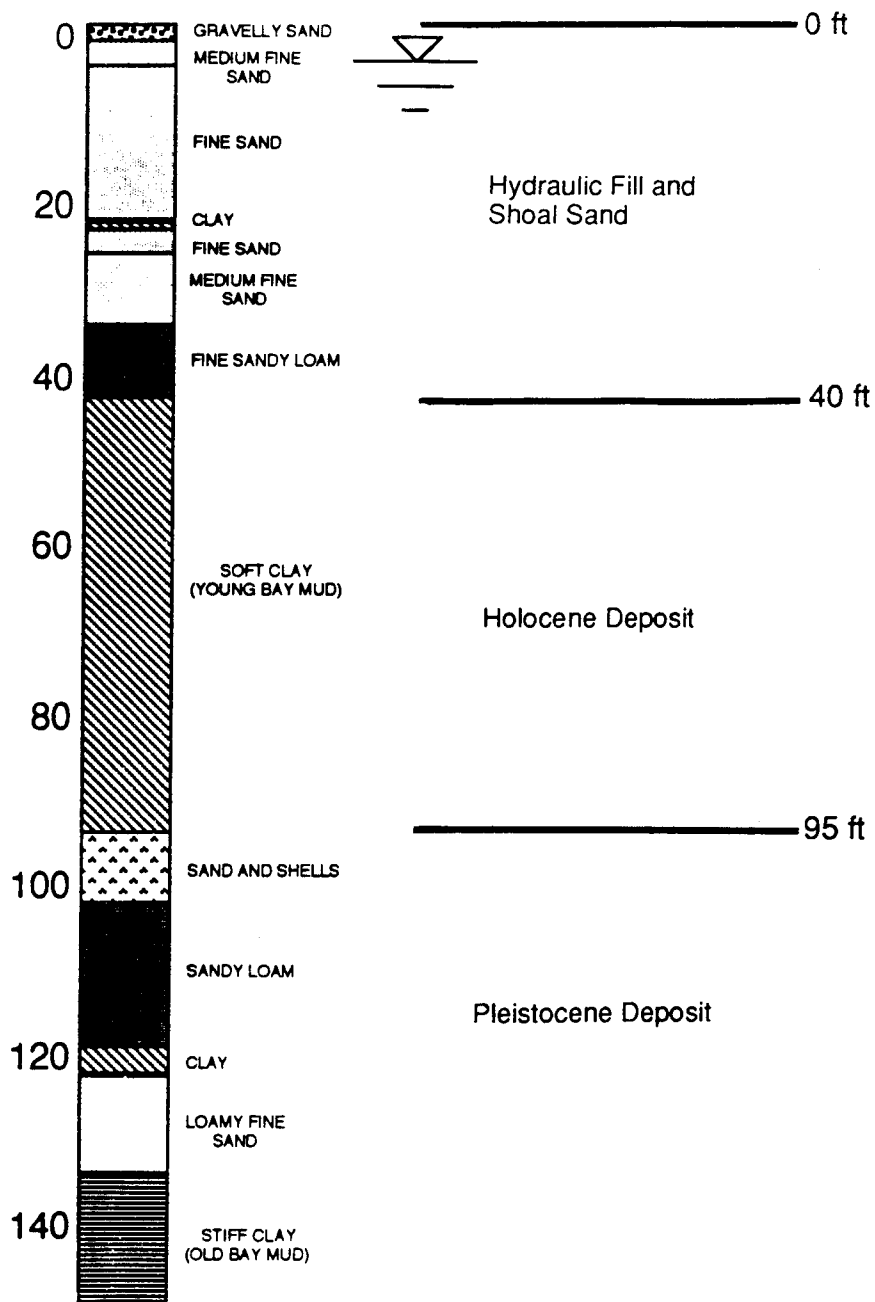 0
GRAVELLY SAND
0 ft
MEDIUM FINE
SAND
FINE SAND
Hydraulic Fill and
Shoal Sand
20
CLAY
FINE SAND
MEDIUM FINE
SAND
FINE SANDY LOAM
40
40 ft
60
SOFT CLAY
(YOUNG BAY MUD)
Holocene Deposit
80
95 ft
SAND AND SHELLS
100
SANDY LOAM
Pleistocene Deposit
120
CLAY
LOAMY FINE
SAND
140
STIFF CLAY
(OLD BAY MUD)